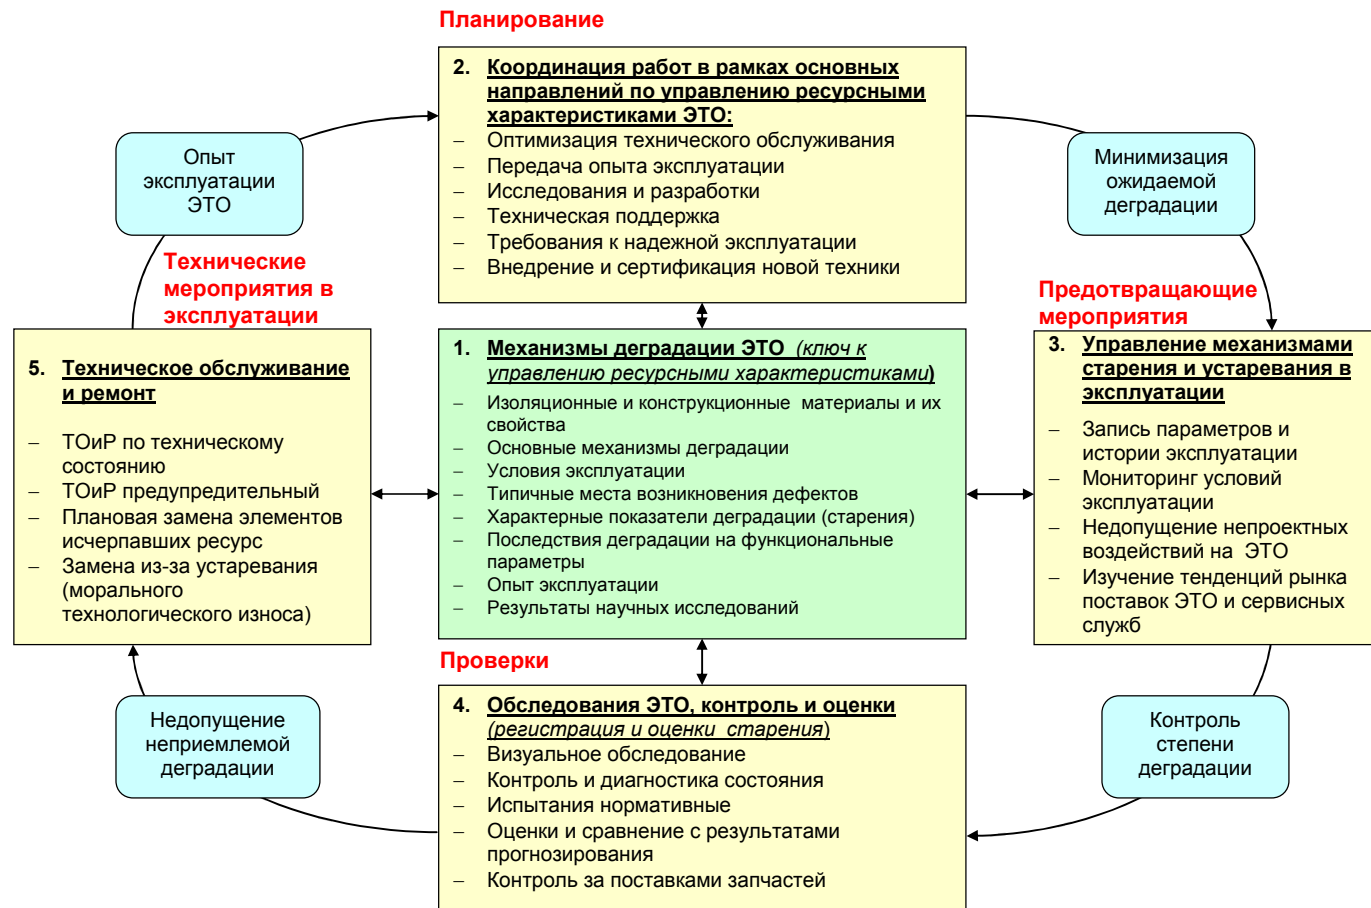 Планирование
2. Координация работ в рамках основных
направлений по управлению ресурсными
характеристиками ЭТО:
– Оптимизация технического обслуживания
– Передача опыта эксплуатации
– Исследования и разработки
– Техническая поддержка
– Требования к надежной эксплуатации
– Внедрение и сертификация новой техники
Опыт
эксплуатации
ЭТО
Минимизация
ожидаемой
деградации
Технические
мероприятия в
эксплуатации
Предотвращающие
мероприятия
5. Техническое обслуживание
и ремонт
– ТОиР по техническому
состоянию
– ТОиР предупредительный
– Плановая замена элементов
исчерпавших ресурс
– Замена из-за устаревания
(морального
технологического износа)
1. Механизмы деградации ЭТО (ключ к
управлению ресурсными характеристиками)
– Изоляционные и конструкционные материалы и их
свойства
– Основные механизмы деградации
– Условия эксплуатации
– Типичные места возникновения дефектов
– Характерные показатели деградации (старения)
– Последствия деградации на функциональные
параметры
– Опыт эксплуатации
– Результаты научных исследований
3. Управление механизмами
старения и устаревания в
эксплуатации
– Запись параметров и
истории эксплуатации
– Мониторинг условий
эксплуатации
– Недопущение непроектных
воздействий на ЭТО
– Изучение тенденций рынка
поставок ЭТО и сервисных
служб
Проверки
4. Обследования ЭТО, контроль и оценки
(регистрация и оценки старения)
– Визуальное обследование
– Контроль и диагностика состояния
– Испытания нормативные
– Оценки и сравнение с результатами
прогнозирования
– Контроль за поставками запчастей
Недопущение
неприемлемой
деградации
Контроль
степени
деградации